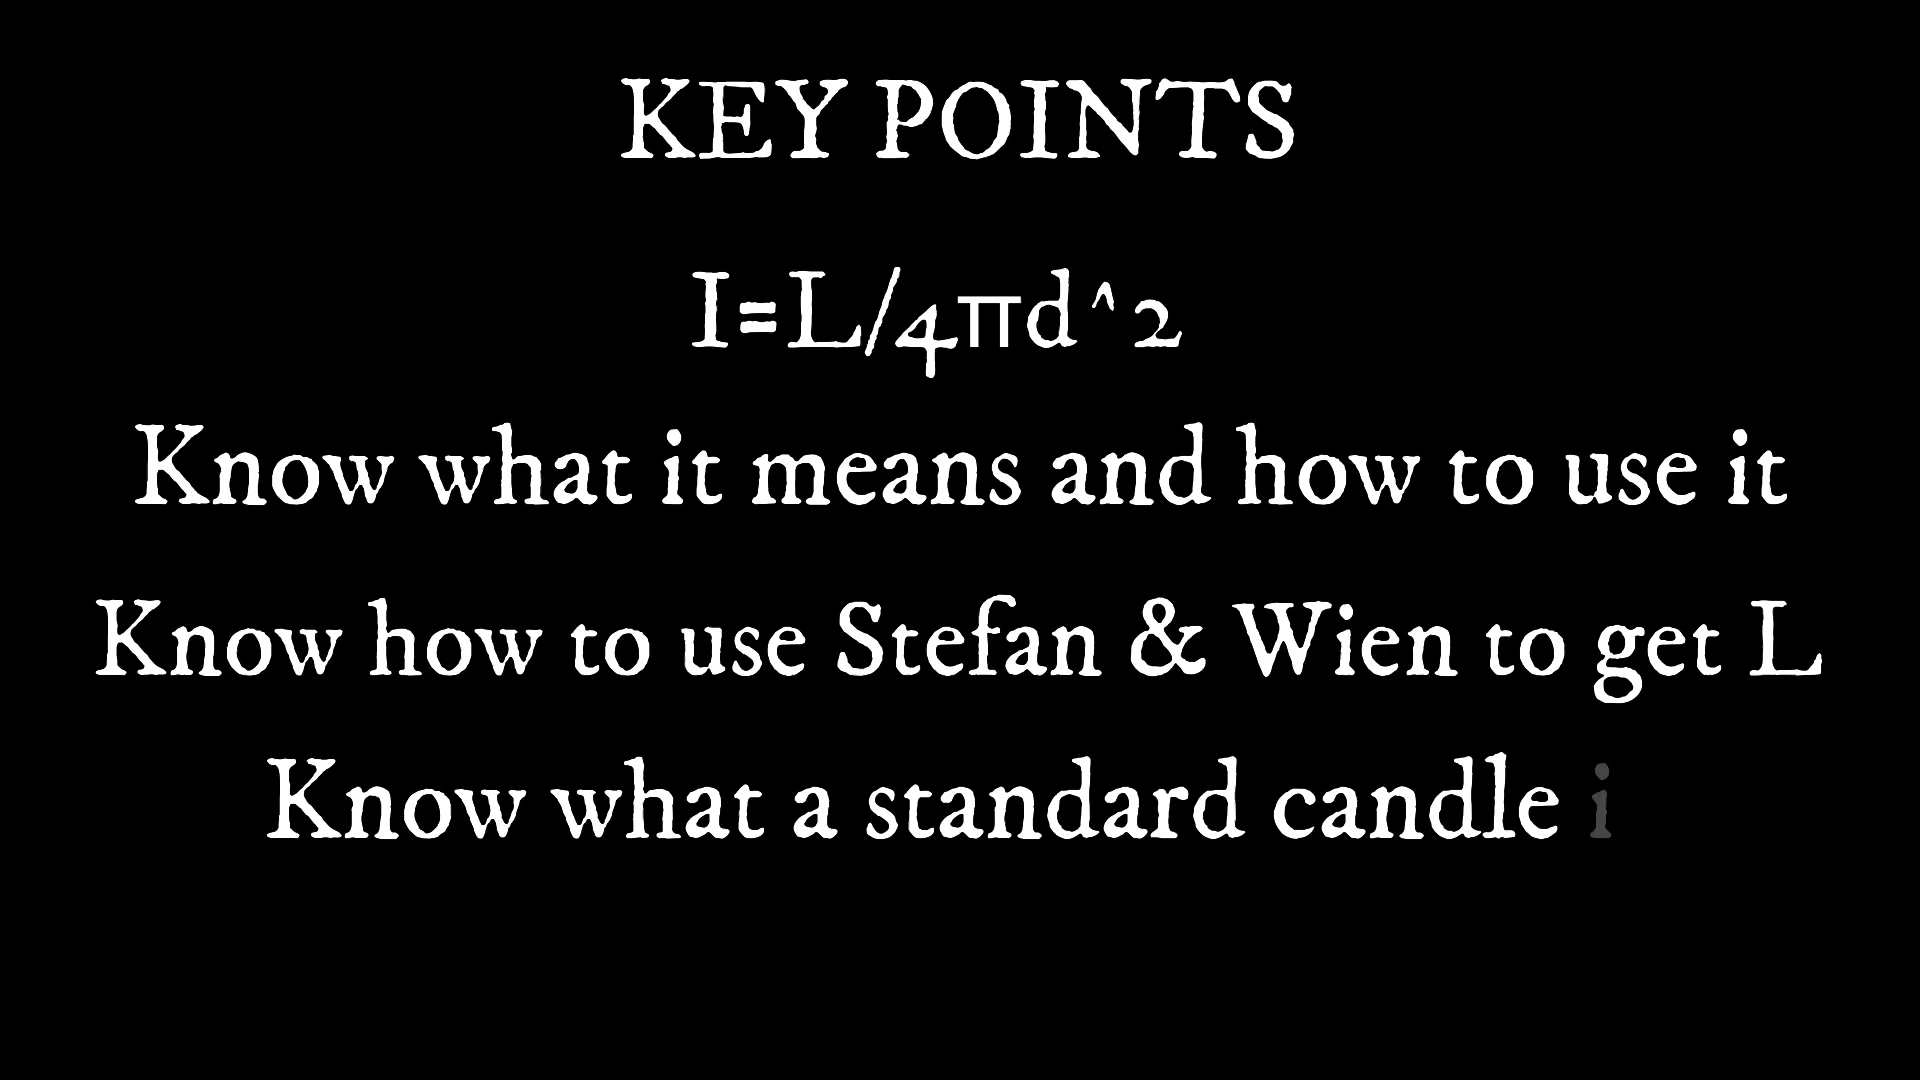 KEY POINTS
I=L/4πd^2
Know what it means and how to use it
Know how to use Stefan & Wien to get L
Know what a standard candle i